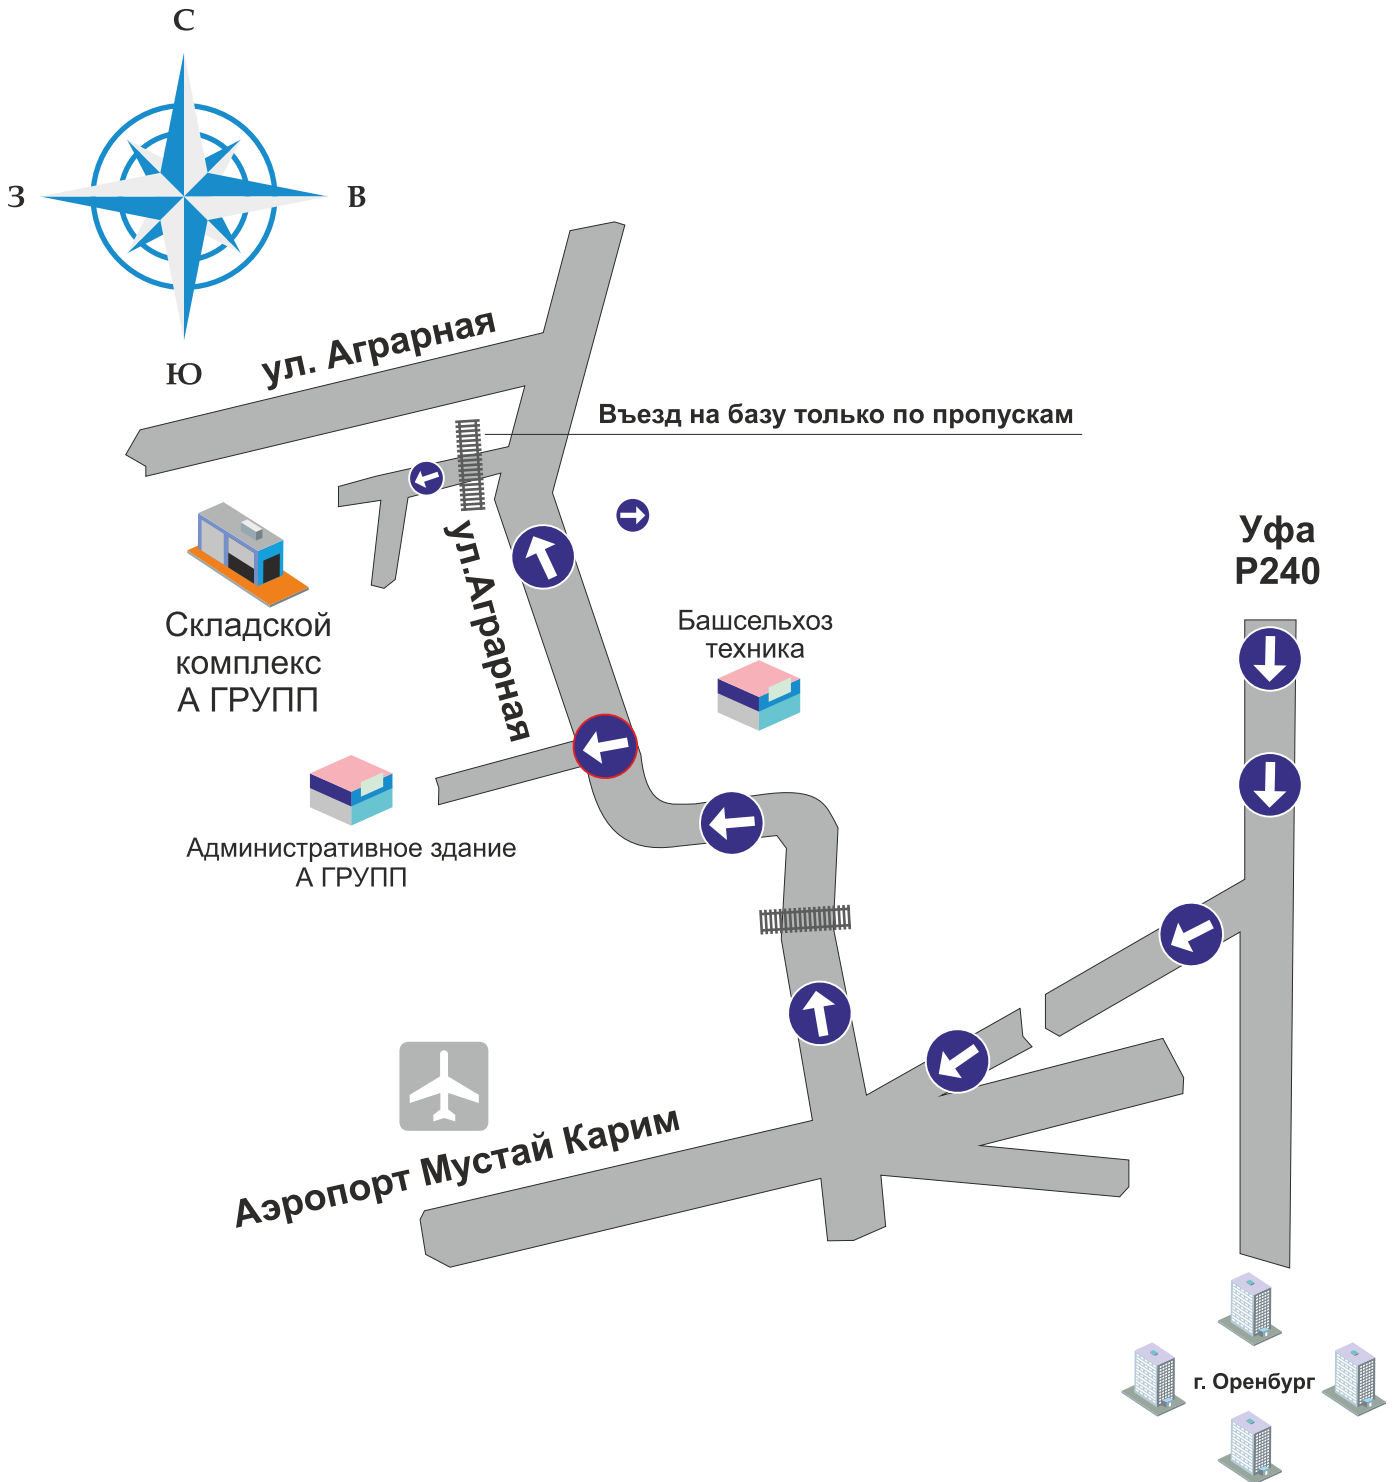 С
З
В
Ю
ул. Аграрная
Въезд на базу только по пропускам
ул.Аграрная
Уфа
Р240
Складской
комплекс
А ГРУПП
Башсельхоз
техника
Административное здание
А ГРУПП
Аэропорт Мустай Карим
г. Оренбург